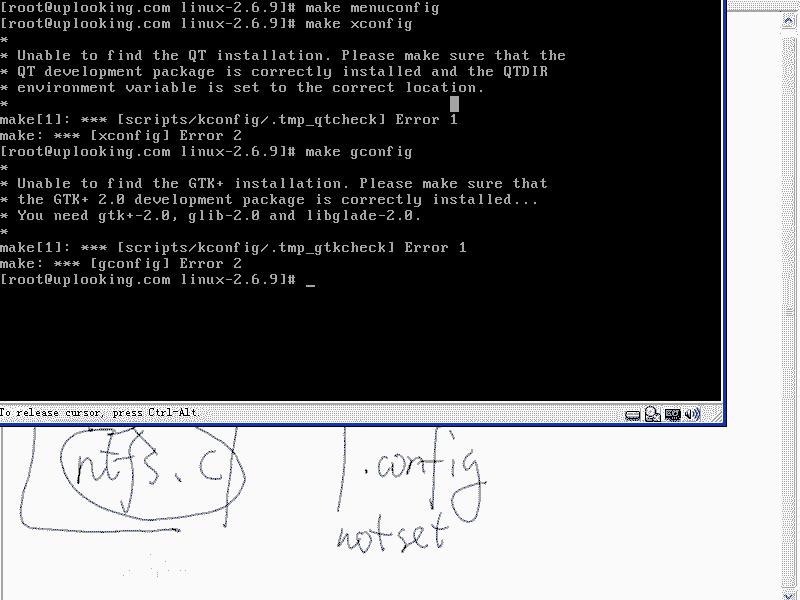 [root@uplooking.com linux-2.6.9]# make menuconfig
[root@uplooking.com linux-2.6.9]# make xconfig
*
* Unable to find the QT installation. Please make sure that the
* QT development package is correctly installed and the QTDIR
* environment variable is set to the correct location.
*
make[1]: *** [scripts/kconfig/.tmp_qtcheck] Error 1
make: *** [xconfig] Error 2
[root@uplooking.com linux-2.6.9]# make gconfig
*
* Unable to find the GTK+ installation. Please make sure that
* the GTK+ 2.0 development package is correctly installed...
* You need gtk+-2.0, glib-2.0 and libglade-2.0.
*
make[1]: *** [scripts/kconfig/.tmp_gtkcheck] Error 1
make: *** [gconfig] Error 2
[root@uplooking.com linux-2.6.9]# _
To release cursor, press Ctrl-Alt.
ntfs.c .config
not set